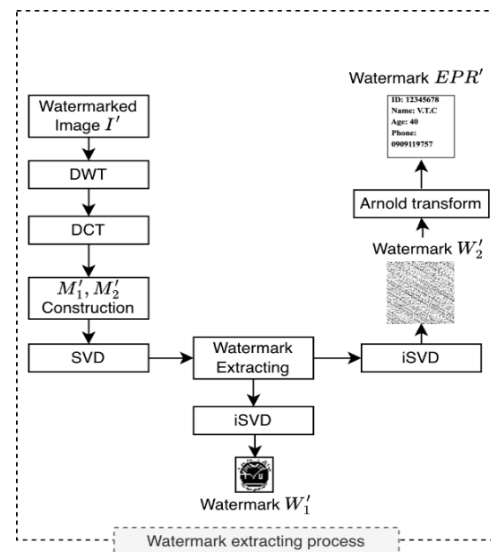 Watermark EPR′
ID: 12345678
Name: V.T.C
Age: 40
Phone:
0909119757
Watermarked
Image I′
DWT
DCT
M′₁, M′₂
Construction
SVD
Watermark
Extracting
iSVD
Arnold transform
Watermark W′₂
iSVD
Watermark W′₁
Watermark extracting process